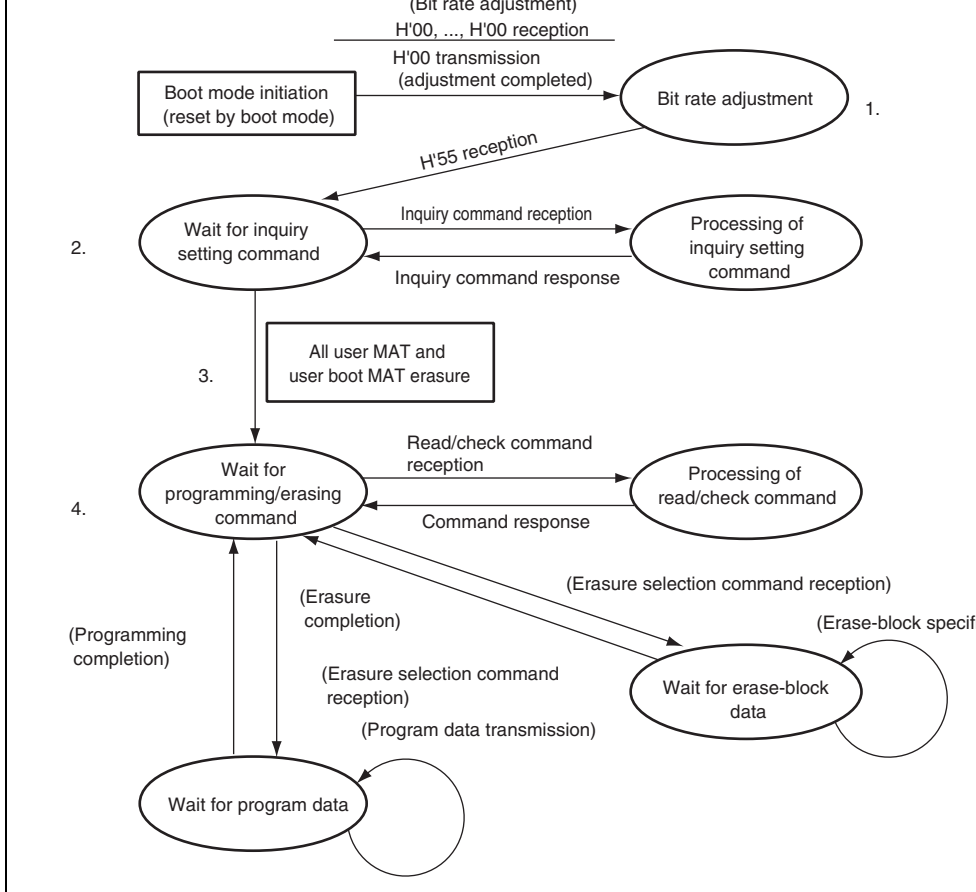 (Bit rate adjustment)
H'00, ..., H'00 reception
H'00 transmission
(adjustment completed)
Boot mode initiation
(reset by boot mode)
Bit rate adjustment
1.
H'55 reception
2.
Wait for inquiry
setting command
Inquiry command reception
Inquiry command response
Processing of
inquiry setting
command
3.
All user MAT and
user boot MAT erasure
4.
Wait for
programming/erasing
command
Read/check command
reception
Command response
Processing of
read/check command
(Erasure selection command reception)
(Erasure
completion)
(Programming
completion)
(Erase-block specif
(Erasure selection command
reception)
Wait for erase-block
data
(Program data transmission)
Wait for program data